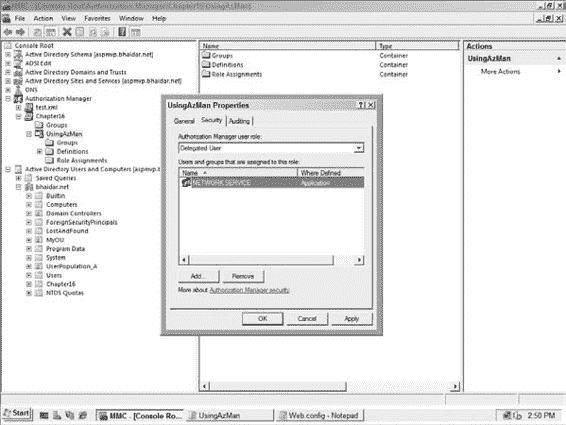 MMC - [Console Root\Authorization Manager\Chapter16\UsingAzMan]
File Action View Favorites Window Help
Console Root
Active Directory Schema [aspmvp.bhaidar.net]
ADSI Edit
Active Directory Domains and Trusts
Active Directory Sites and Services [aspmvp.bhaidar.net]
DNS
Authorization Manager
test.xml
Chapter16
Groups
UsingAzMan
Groups
Definitions
Role Assignments
Active Directory Users and Computers [aspmvp.b
Saved Queries
bhaidar.net
Builtin
Computers
Domain Controllers
ForeignSecurityPrincipals
LostAndFound
MyOU
Program Data
System
UserPopulation_A
Users
Chapter16
NTDS Quotas
Name Type
Groups Container
Definitions Container
Role Assignments Container
Actions
UsingAzMan
More Actions
UsingAzMan Properties
General Security Auditing
Authorization Manager user role:
Delegated User
Users and groups that are assigned to this role:
Name Where Defined
NETWORK SERVICE Application
Add... Remove
More about Authorization Manager security.
OK Cancel Apply
Start MMC - [Console Ro... UsingAzMan Web.config - Notepad 2:50 PM